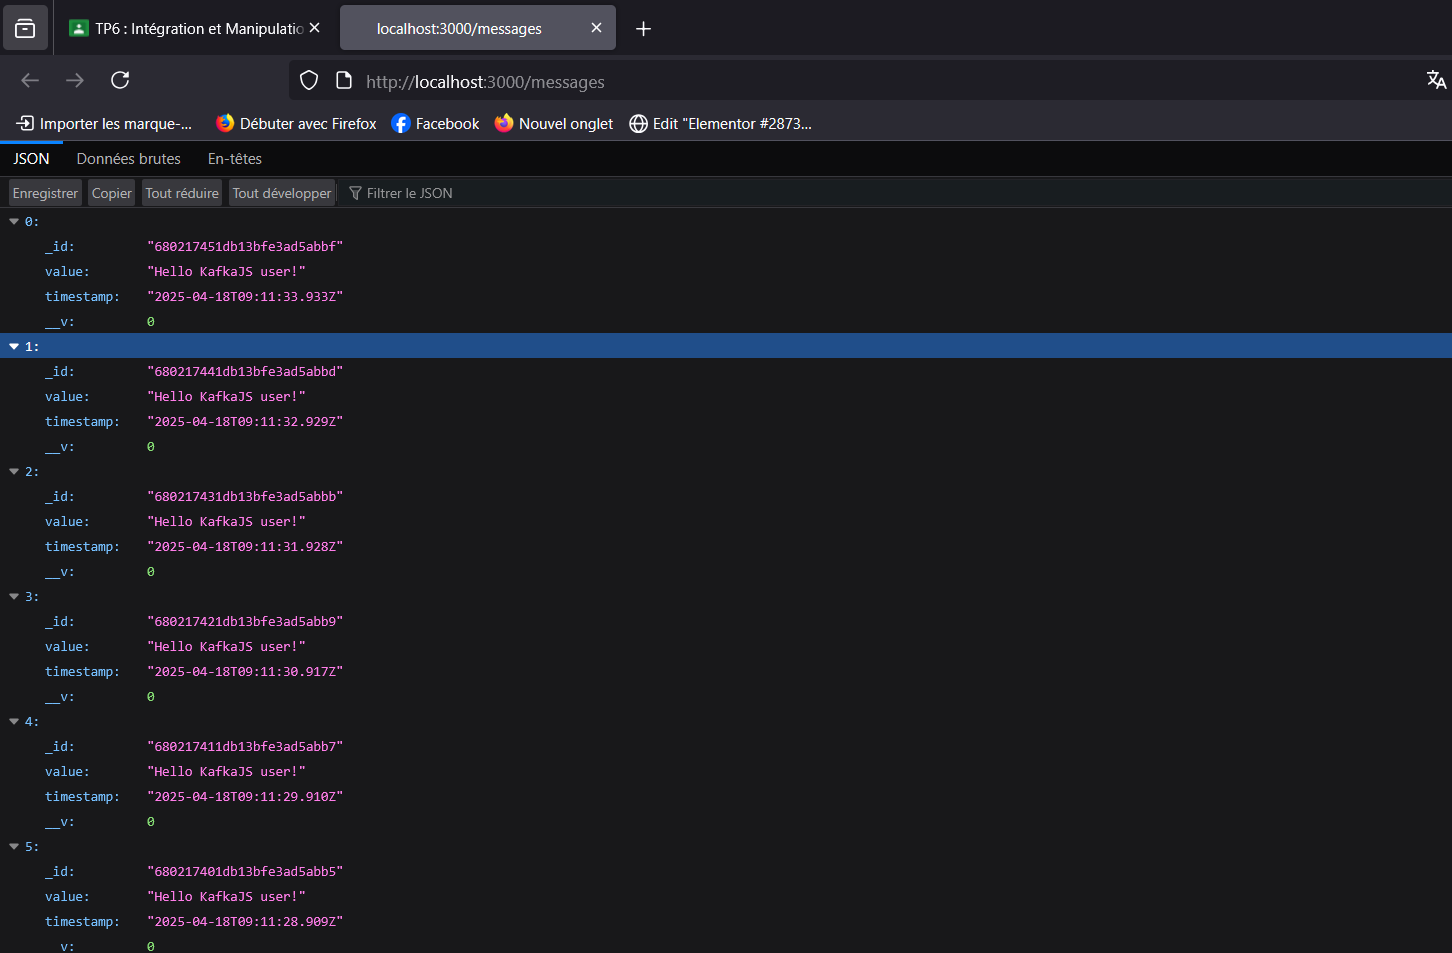 TP6 : Intégration et Manipulatio
localhost:3000/messages
http://localhost:3000/messages
Importer les marque-... Débuter avec Firefox Facebook Nouvel onglet Edit "Elementor #2873...
JSON Données brutes En-têtes
Enregistrer Copier Tout réduire Tout développer Filtrer le JSON
0:
_id: "680217451db13bfe3ad5abbf"
value: "Hello KafkaJS user!"
timestamp: "2025-04-18T09:11:33.933Z"
__v: 0
1:
_id: "680217441db13bfe3ad5abbd"
value: "Hello KafkaJS user!"
timestamp: "2025-04-18T09:11:32.929Z"
__v: 0
2:
_id: "680217431db13bfe3ad5abbb"
value: "Hello KafkaJS user!"
timestamp: "2025-04-18T09:11:31.928Z"
__v: 0
3:
_id: "680217421db13bfe3ad5abb9"
value: "Hello KafkaJS user!"
timestamp: "2025-04-18T09:11:30.917Z"
__v: 0
4:
_id: "680217411db13bfe3ad5abb7"
value: "Hello KafkaJS user!"
timestamp: "2025-04-18T09:11:29.910Z"
__v: 0
5:
_id: "680217401db13bfe3ad5abb5"
value: "Hello KafkaJS user!"
timestamp: "2025-04-18T09:11:28.909Z"
v: 0